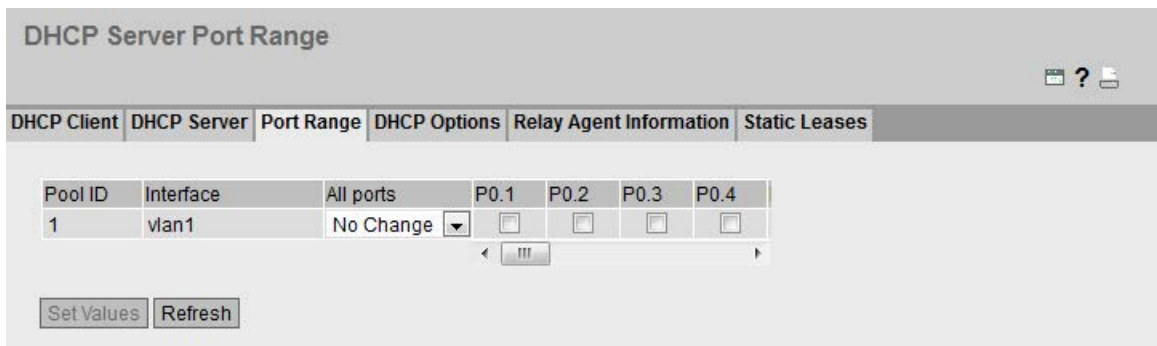 DHCP Server Port Range
?
DHCP Client DHCP Server Port Range DHCP Options Relay Agent Information Static Leases
Pool ID Interface All ports P0.1 P0.2 P0.3 P0.4
1 vlan1 No Change
Set Values Refresh